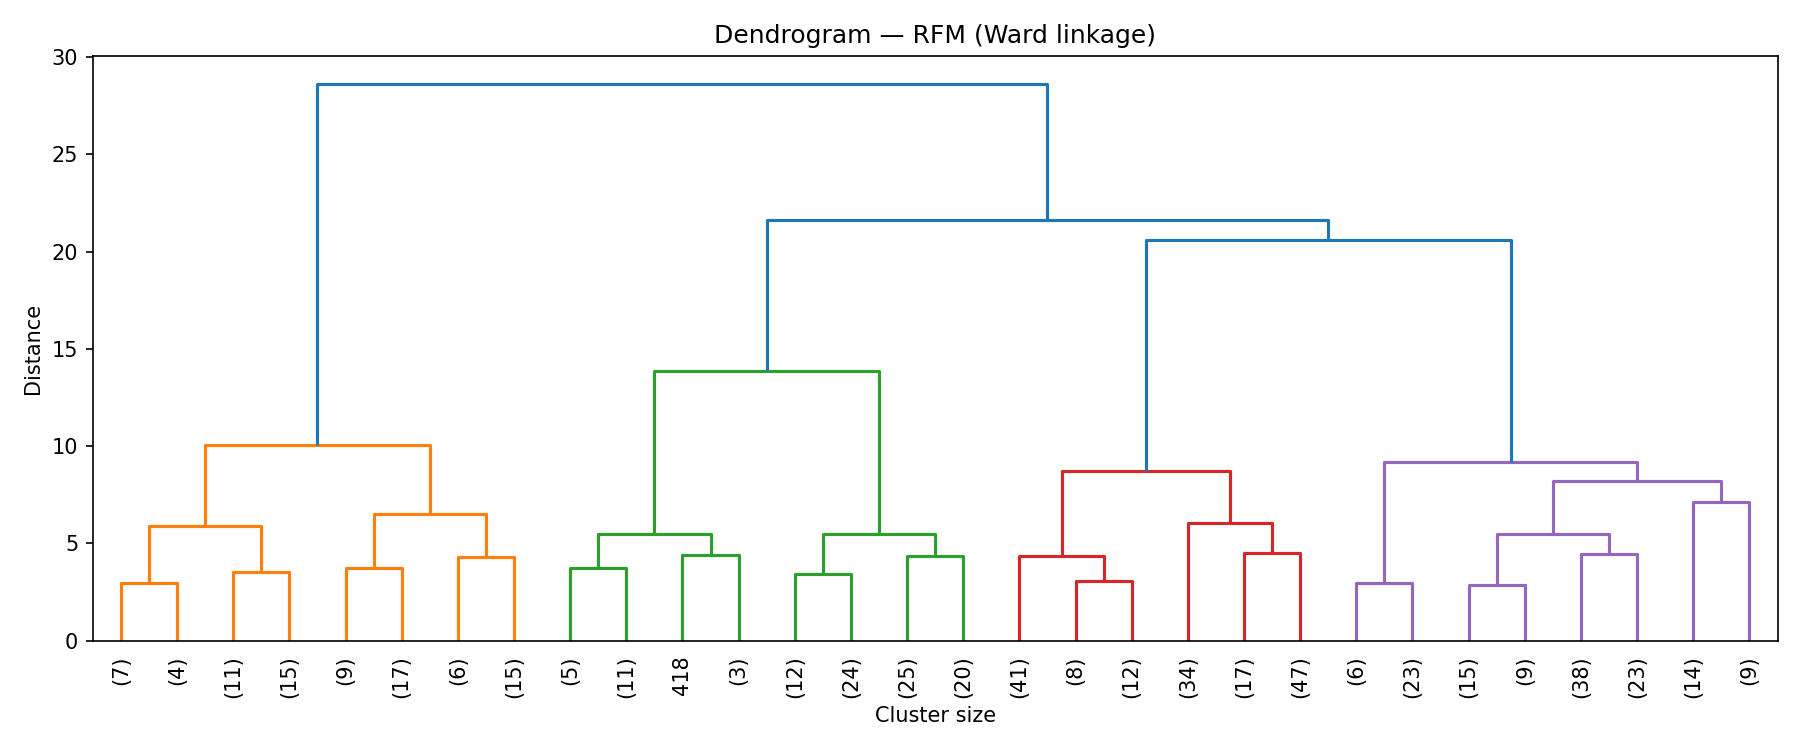 Dendrogram — RFM (Ward linkage)
30
25
20
15
10
5
0
Distance
(7) (4) (11) (15) (9) (17) (6) (15) (5) (11) 418 (3) (12) (24) (25) (20) (41) (8) (12) (34) (17) (47) (6) (23) (15) (9) (38) (23) (14) (9)
Cluster size